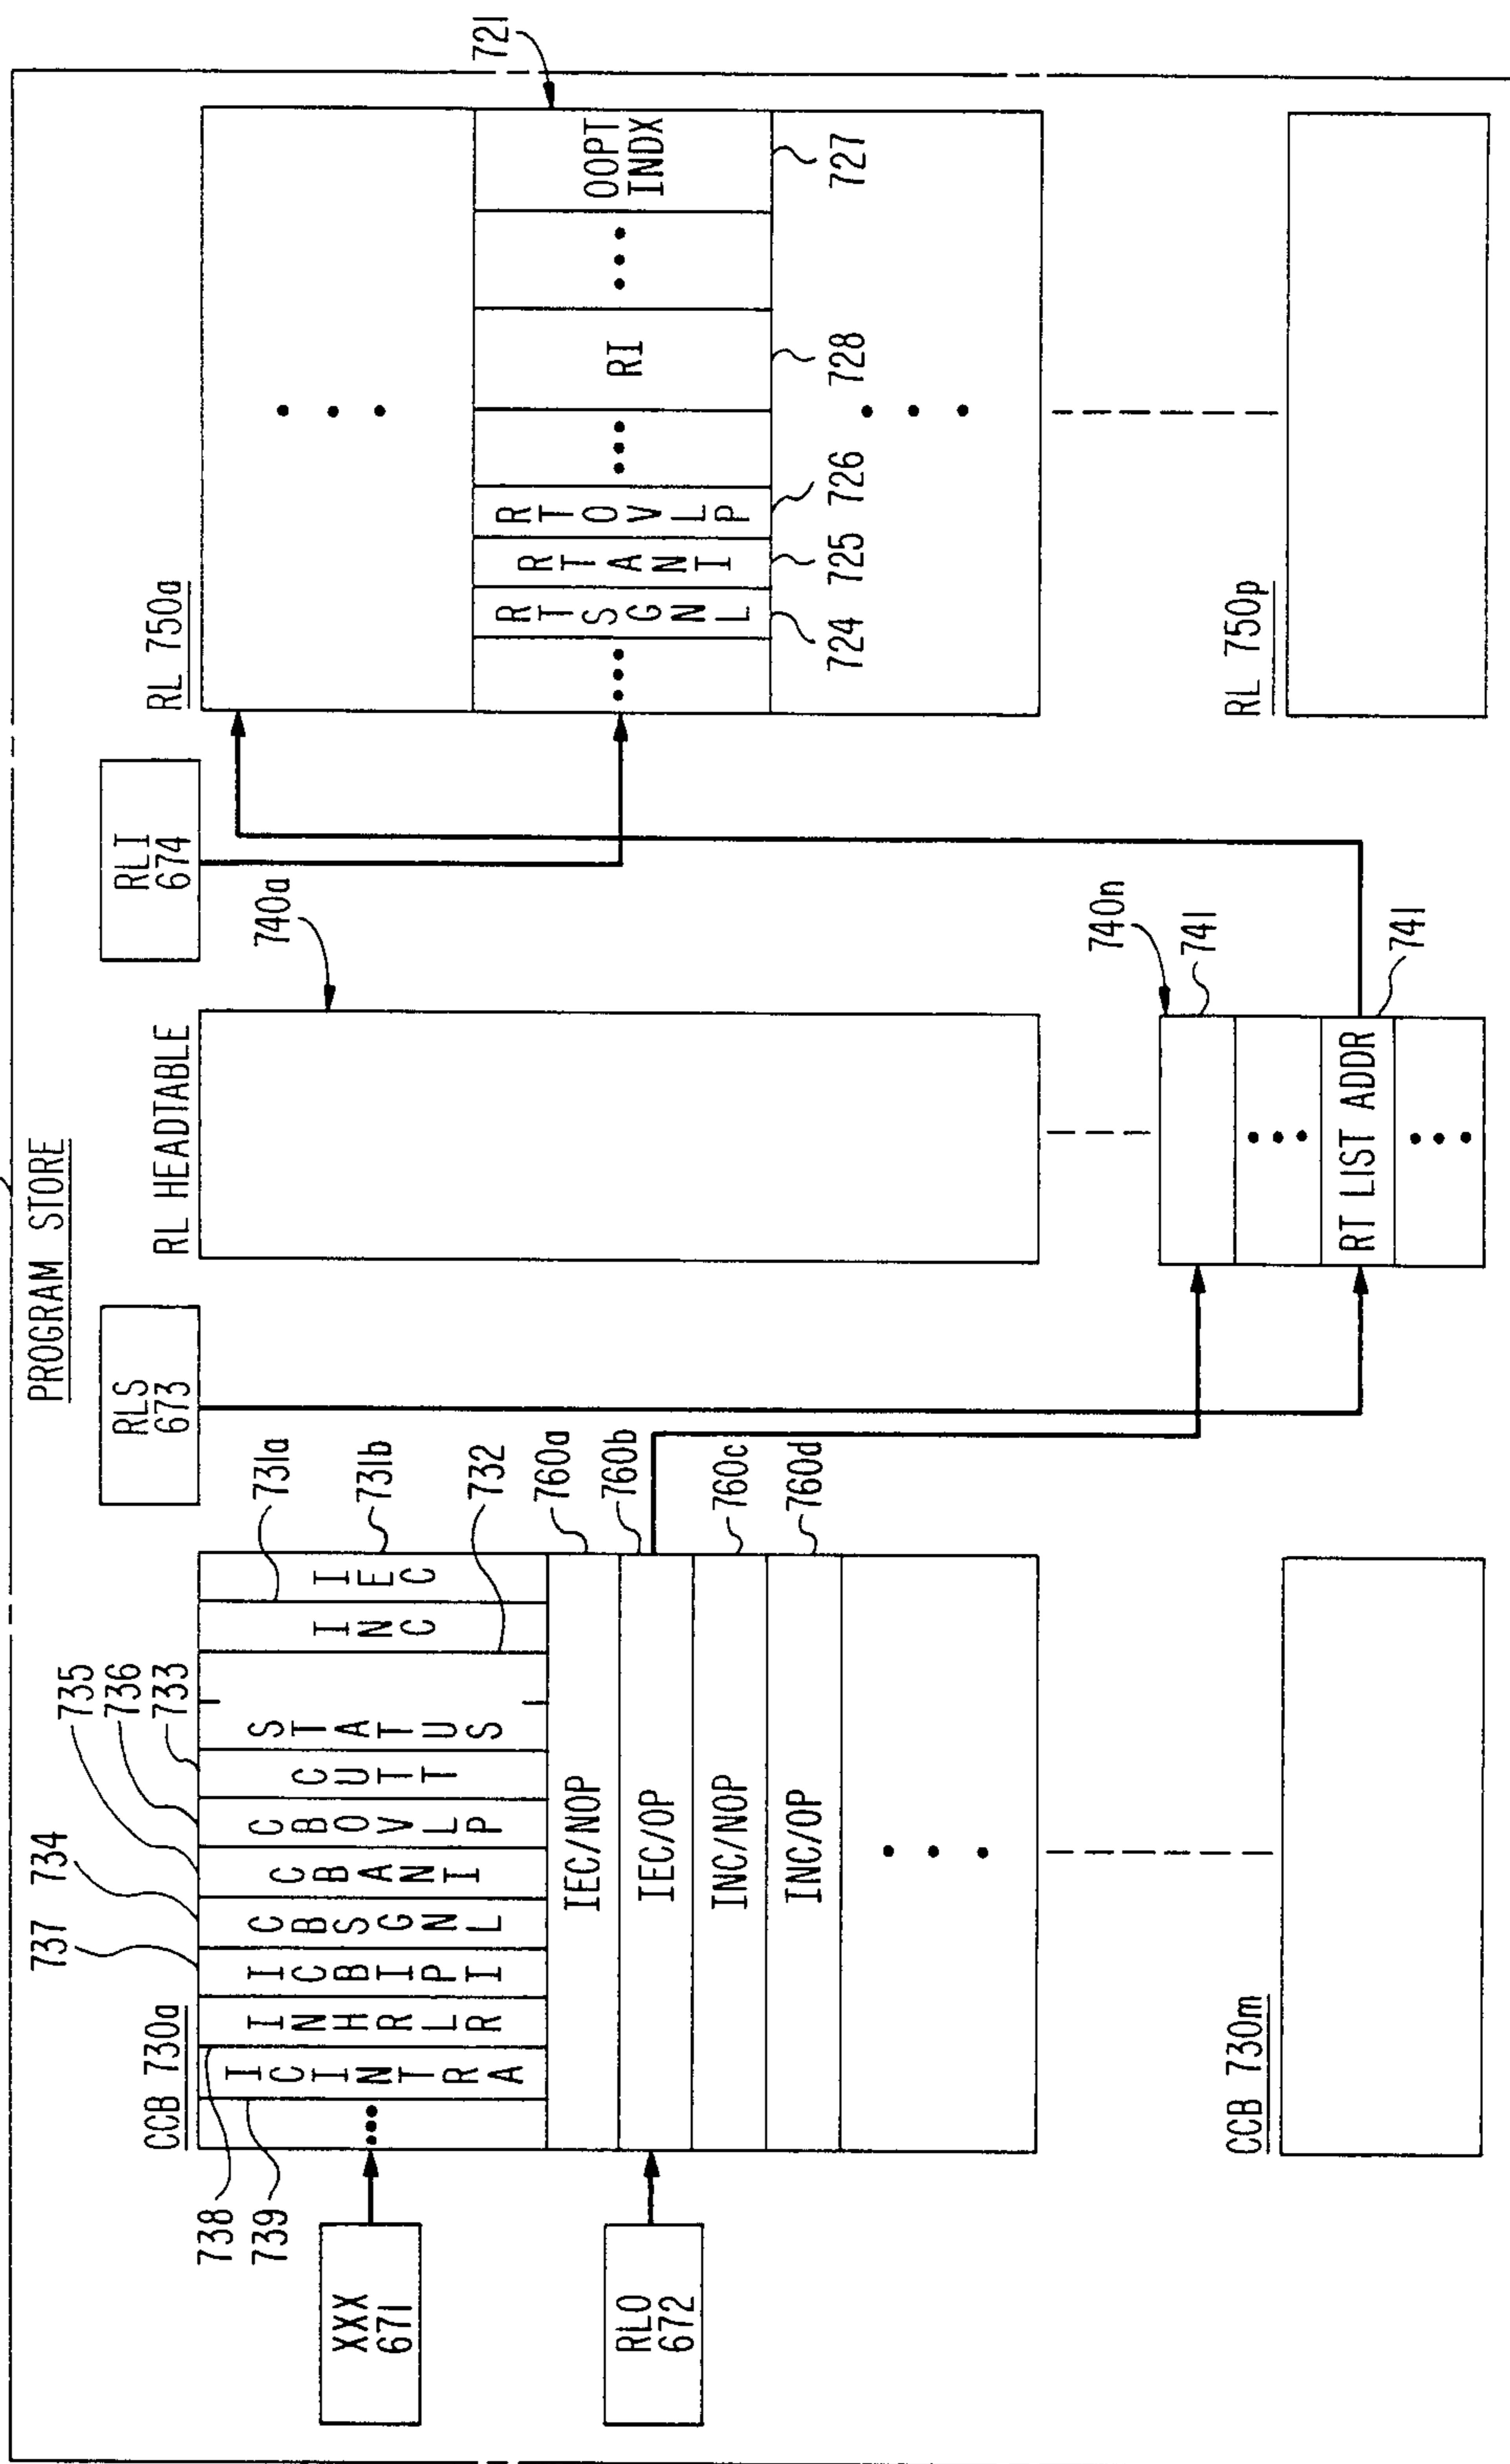 PROGRAM STORE
XXX
671
RLO
672
CCB 730a
738
739
737
734
735
736
733
731a
731b
732
ICINTRA
INHRLR
ICBIPI
CBSGNL
CBANI
CBOVLP
CUTT
STATUS
INC
IEC
IEC/NOP
IEC/OP
INC/NOP
INC/OP
760a
760b
760c
760d
CCB 730m
RLS
673
RL HEADTABLE
740a
740n
741
RT LIST ADDR
741
RLI
674
RL 750a
RTSGNL
RTANI
RTOVLP
RI
OOPT
INDX
721
724
725
726
728
727
RL 750p